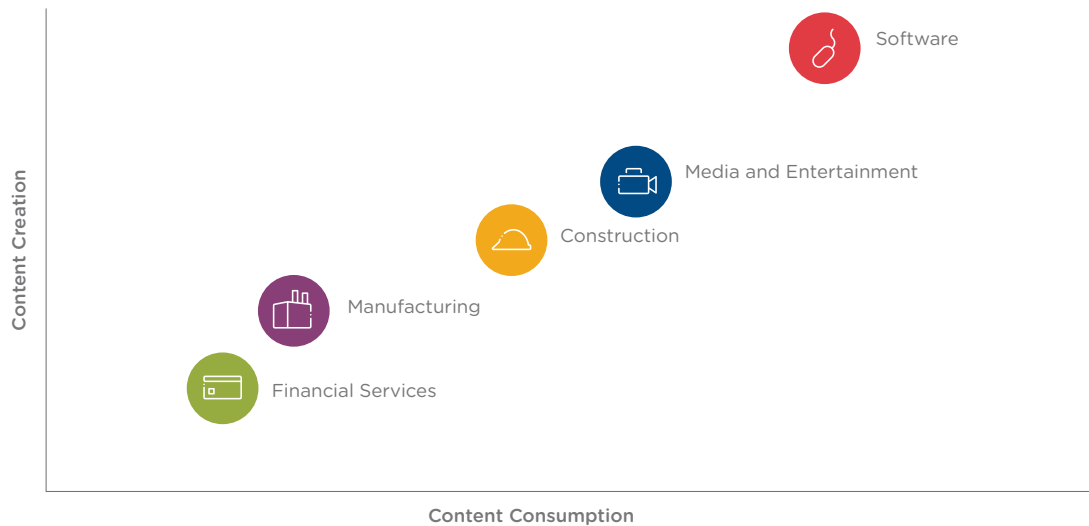 Software
Media and Entertainment
Construction
Manufacturing
Financial Services
Content Creation
Content Consumption